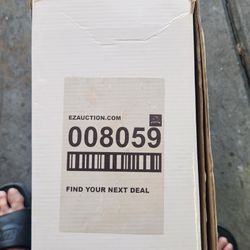 EZAUCTION.COM
008059
FIND YOUR NEXT DEAL